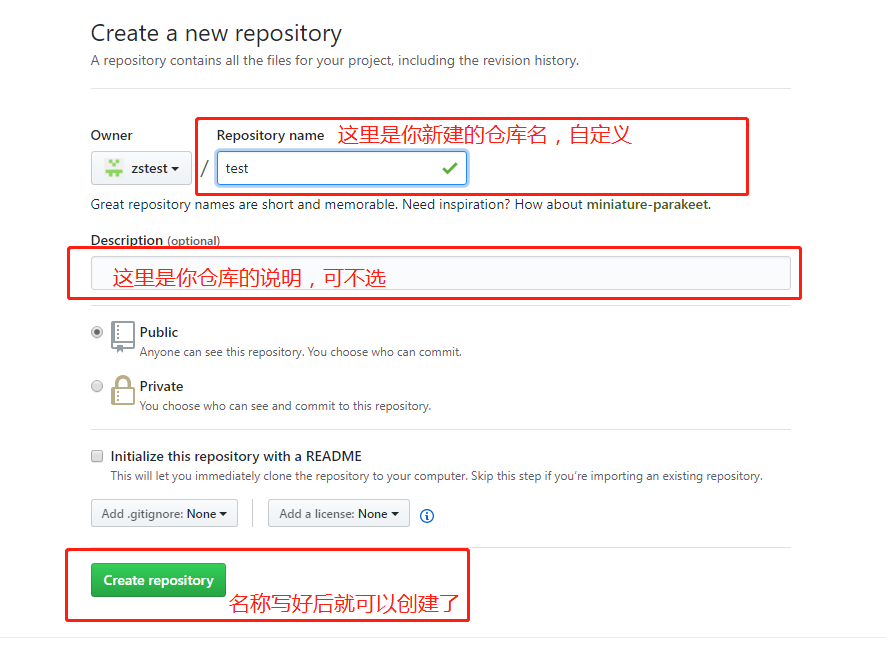 Create a new repository
A repository contains all the files for your project, including the revision history.
Owner
Repository name 这里是你新建的仓库名，自定义
zstest / test
Great repository names are short and memorable. Need inspiration? How about miniature-parakeet.
Description (optional)
这里是你仓库的说明，可不选
Public
Anyone can see this repository. You choose who can commit.
Private
You choose who can see and commit to this repository.
Initialize this repository with a README
This will let you immediately clone the repository to your computer. Skip this step if you’re importing an existing repository.
Add .gitignore: None Add a license: None
Create repository
名称写好后就可以创建了